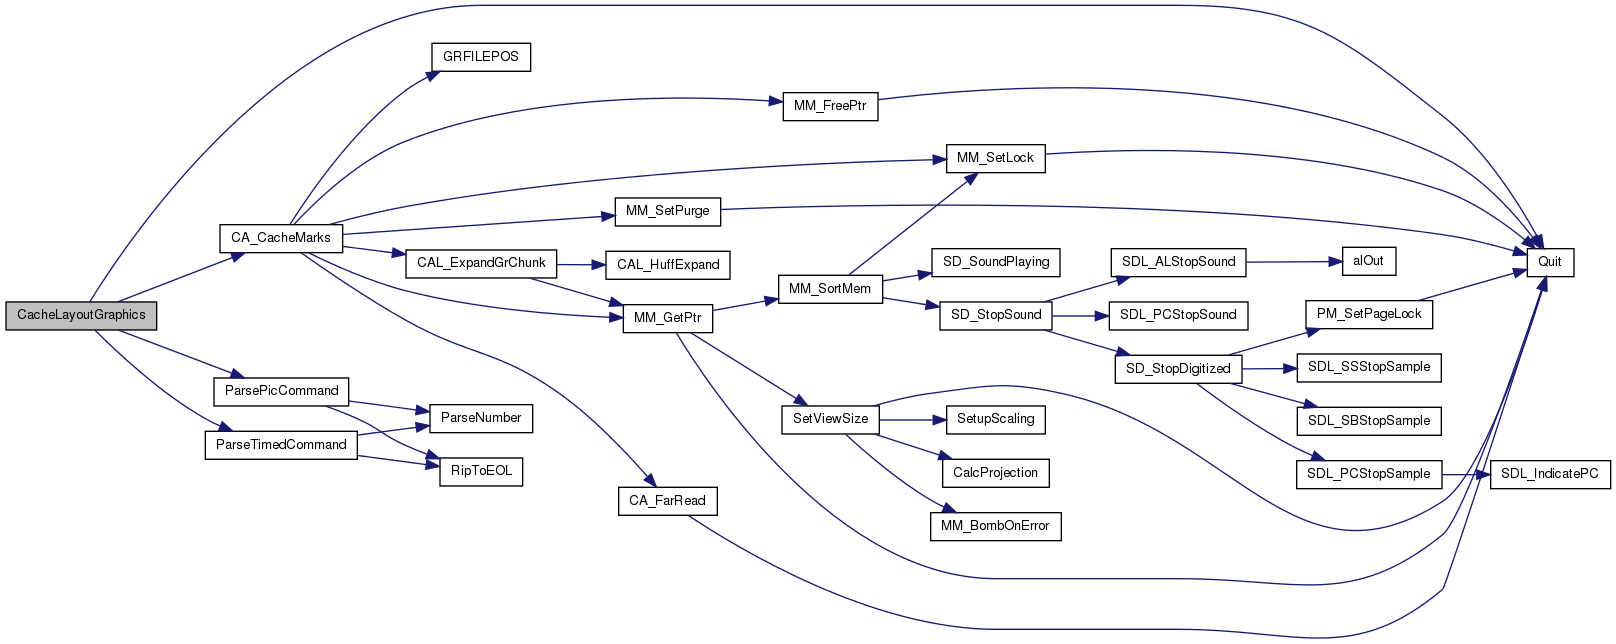 CacheLayoutGraphics
CA_CacheMarks
ParsePicCommand
ParseTimedCommand
GRFILEPOS
CAL_ExpandGrChunk
ParseNumber
RipToEOL
MM_SetPurge
CAL_HuffExpand
MM_GetPtr
CA_FarRead
MM_FreePtr
MM_SortMem
SetViewSize
MM_SetLock
SD_SoundPlaying
SD_StopSound
SetupScaling
CalcProjection
MM_BombOnError
SDL_ALStopSound
SDL_PCStopSound
SD_StopDigitized
alOut
PM_SetPageLock
SDL_SSStopSample
SDL_SBStopSample
SDL_PCStopSample
Quit
SDL_IndicatePC